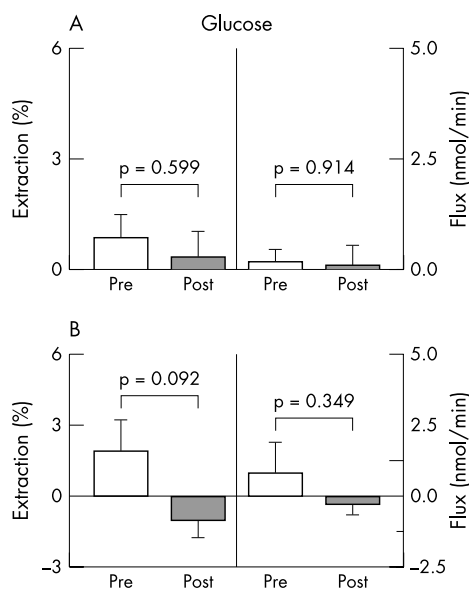 A
Glucose
6
5.0
Extraction (%)
Flux (nmol/min)
p = 0.599
p = 0.914
3
2.5
0
0.0
Pre
Post
Pre
Post
B
6
5.0
Extraction (%)
Flux (nmol/min)
p = 0.092
p = 0.349
3
2.5
0
0.0
−3
−2.5
Pre
Post
Pre
Post